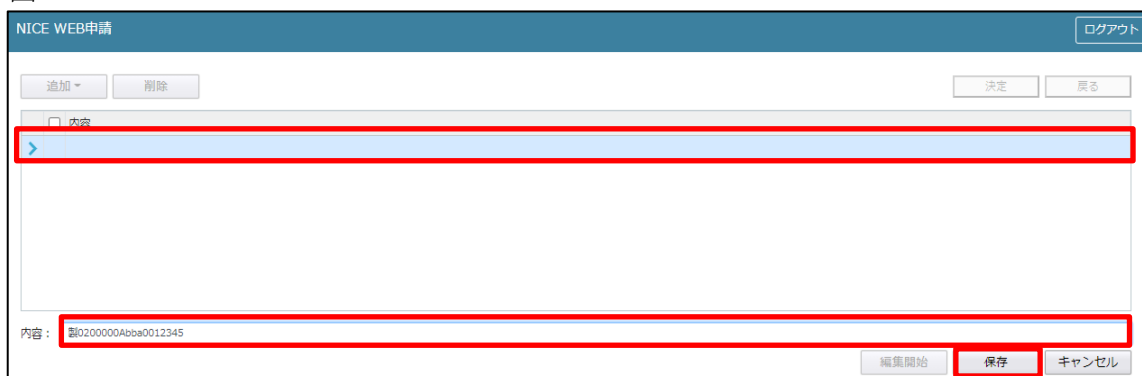 NICE WEB申請 ログアウト
追加 削除 決定 戻る
内容
内容： 製0200000Abba0012345
編集開始 保存 キャンセル